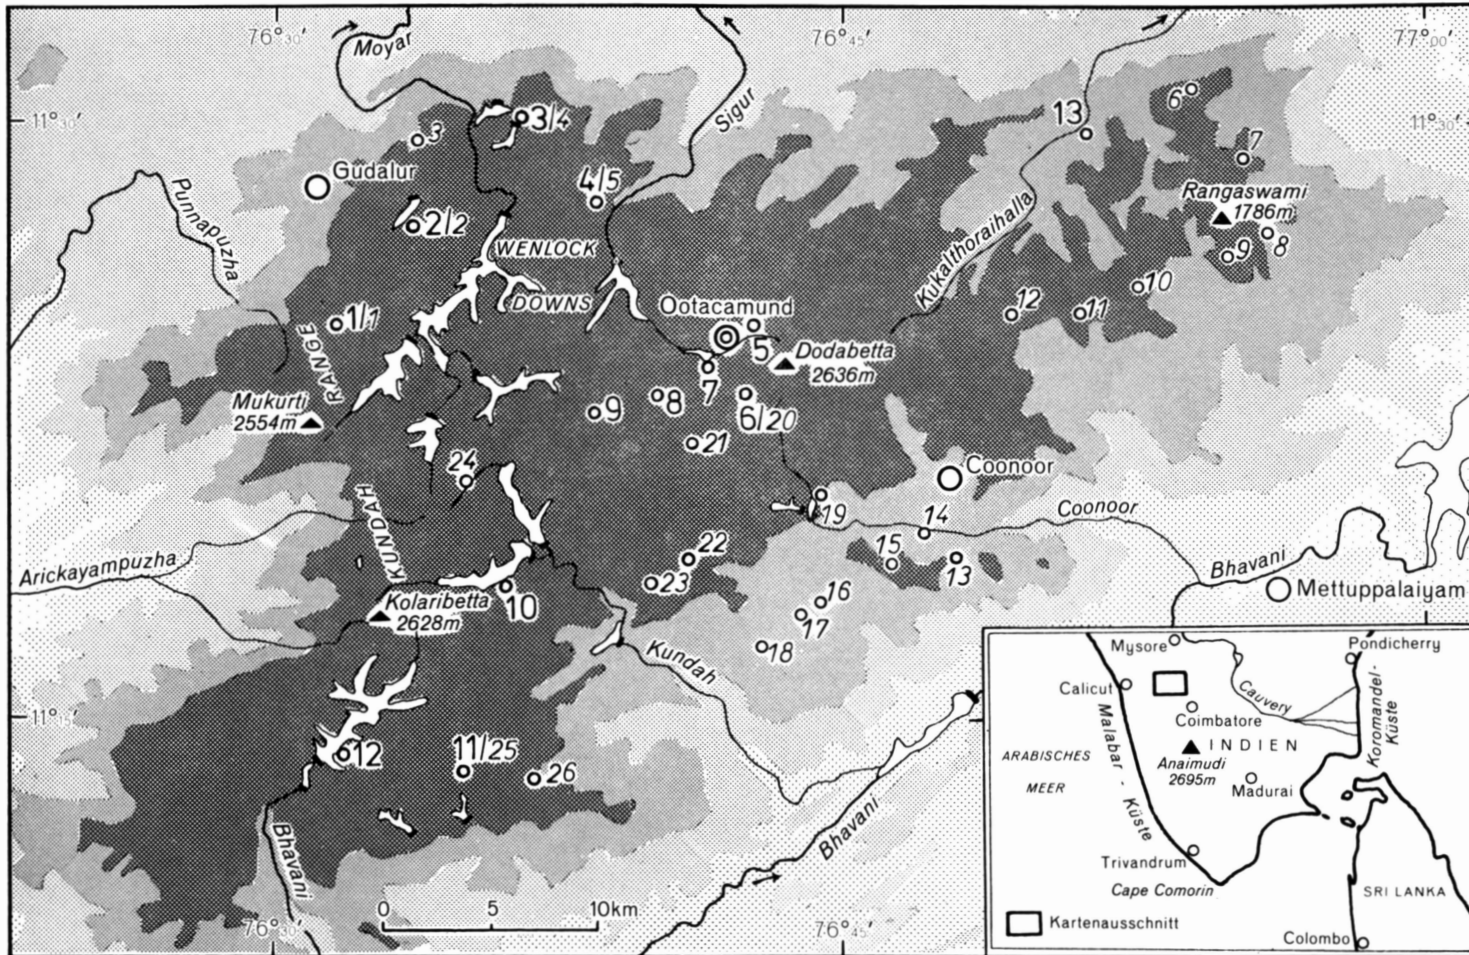 76°30′
76°45′
77°00′
Moyar
Sigur
11°30′
11°30′
3
3/4
13
6
7
Gudalur
4/5
Punnapuzha
Rangaswami
1786m
2/2
WENLOCK
DOWNS
Kukalthoraihalla
9
8
10
12
11
1/1
RANGE
Ootacamund
5
Dodabetta
2636m
Mukurti
2554m
7
9
8
6/20
21
24
Coonoor
19
14
Coonoor
KUNDAH
22
15
13
Bhavani
Arickayampuzha
23
16
Mettuppalaiyam
Kolaribetta
2628m
10
17
18
Kundah
12
11/25
26
Bhavani
Bhavani
0 5 10km
76°30′
76°45′
Mysore
Pondicherry
Calicut
Cauvery
Koromandel-
Küste
Coimbatore
Malabar - Küste
INDIEN
ARABISCHES
MEER
Anaimudi
2695m
Madurai
Trivandrum
Cape Comorin
SRI LANKA
Kartenausschnitt
Colombo